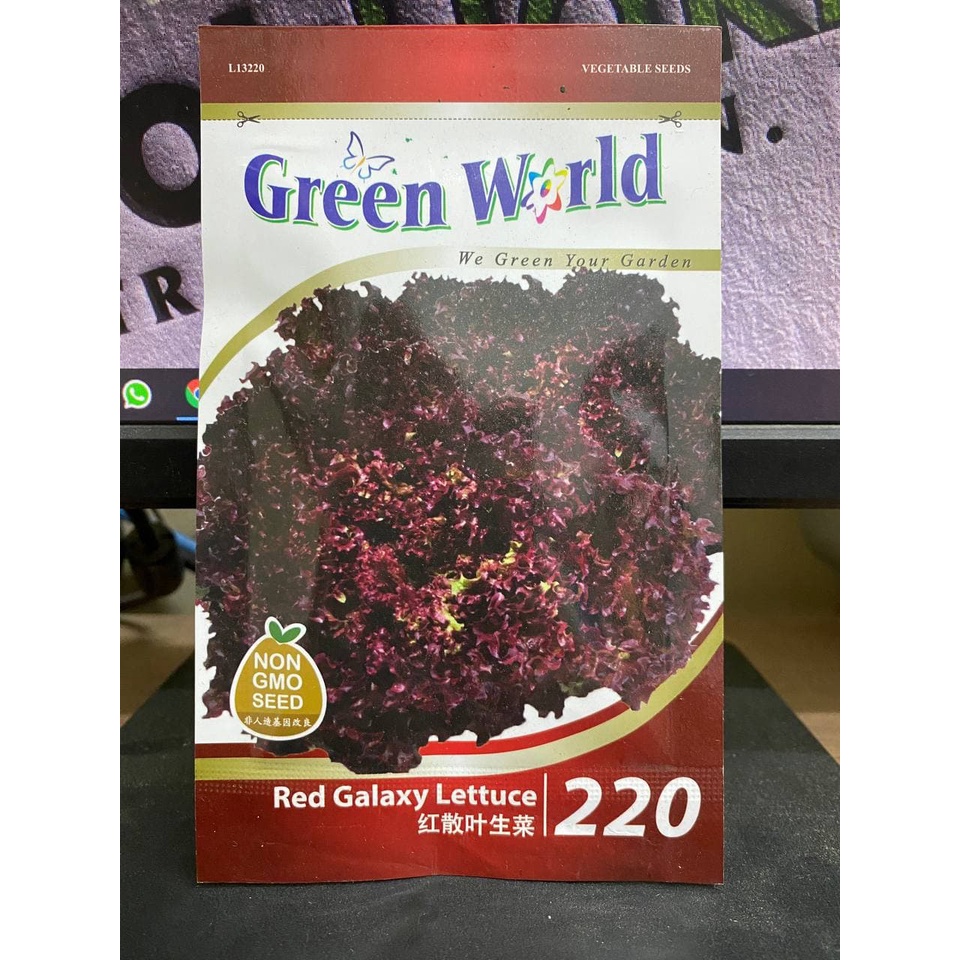 L13220
VEGETABLE SEEDS
Green World
We Green Your Garden
NON
GMO
SEED
非人造基因改良
Red Galaxy Lettuce
红散叶生菜
220